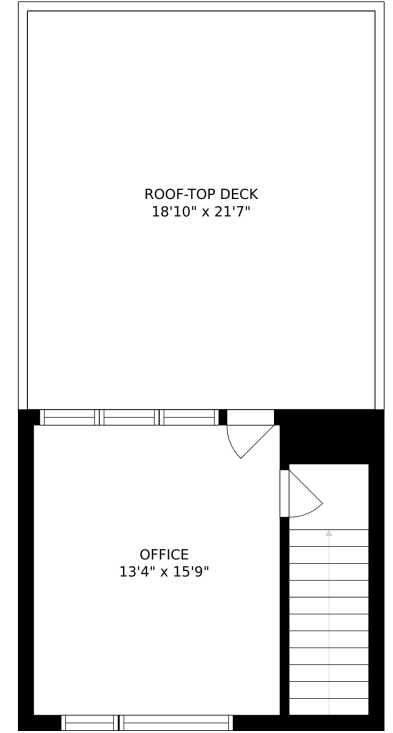 ROOF-TOP DECK
18'10" x 21'7"
OFFICE
13'4" x 15'9"